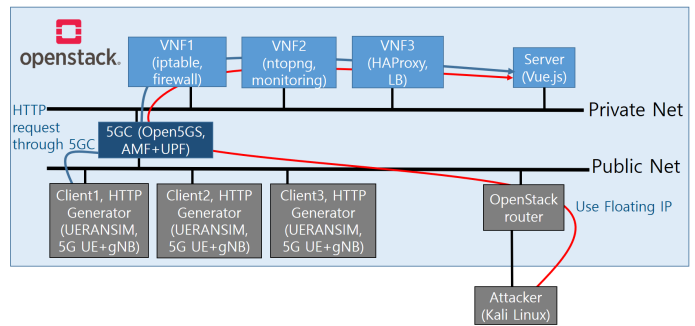 openstack.
VNF1
(iptable,
firewall)
VNF2
(ntopng,
monitoring)
VNF3
(HAProxy,
LB)
Server
(Vue.js)
HTTP
request
through 5GC
Private Net
5GC (Open5GS,
AMF+UPF)
Public Net
Client1, HTTP
Generator
(UERANSIM,
5G UE+gNB)
Client2, HTTP
Generator
(UERANSIM,
5G UE+gNB)
Client3, HTTP
Generator
(UERANSIM,
5G UE+gNB)
OpenStack
router
Use Floating IP
Attacker
(Kali Linux)